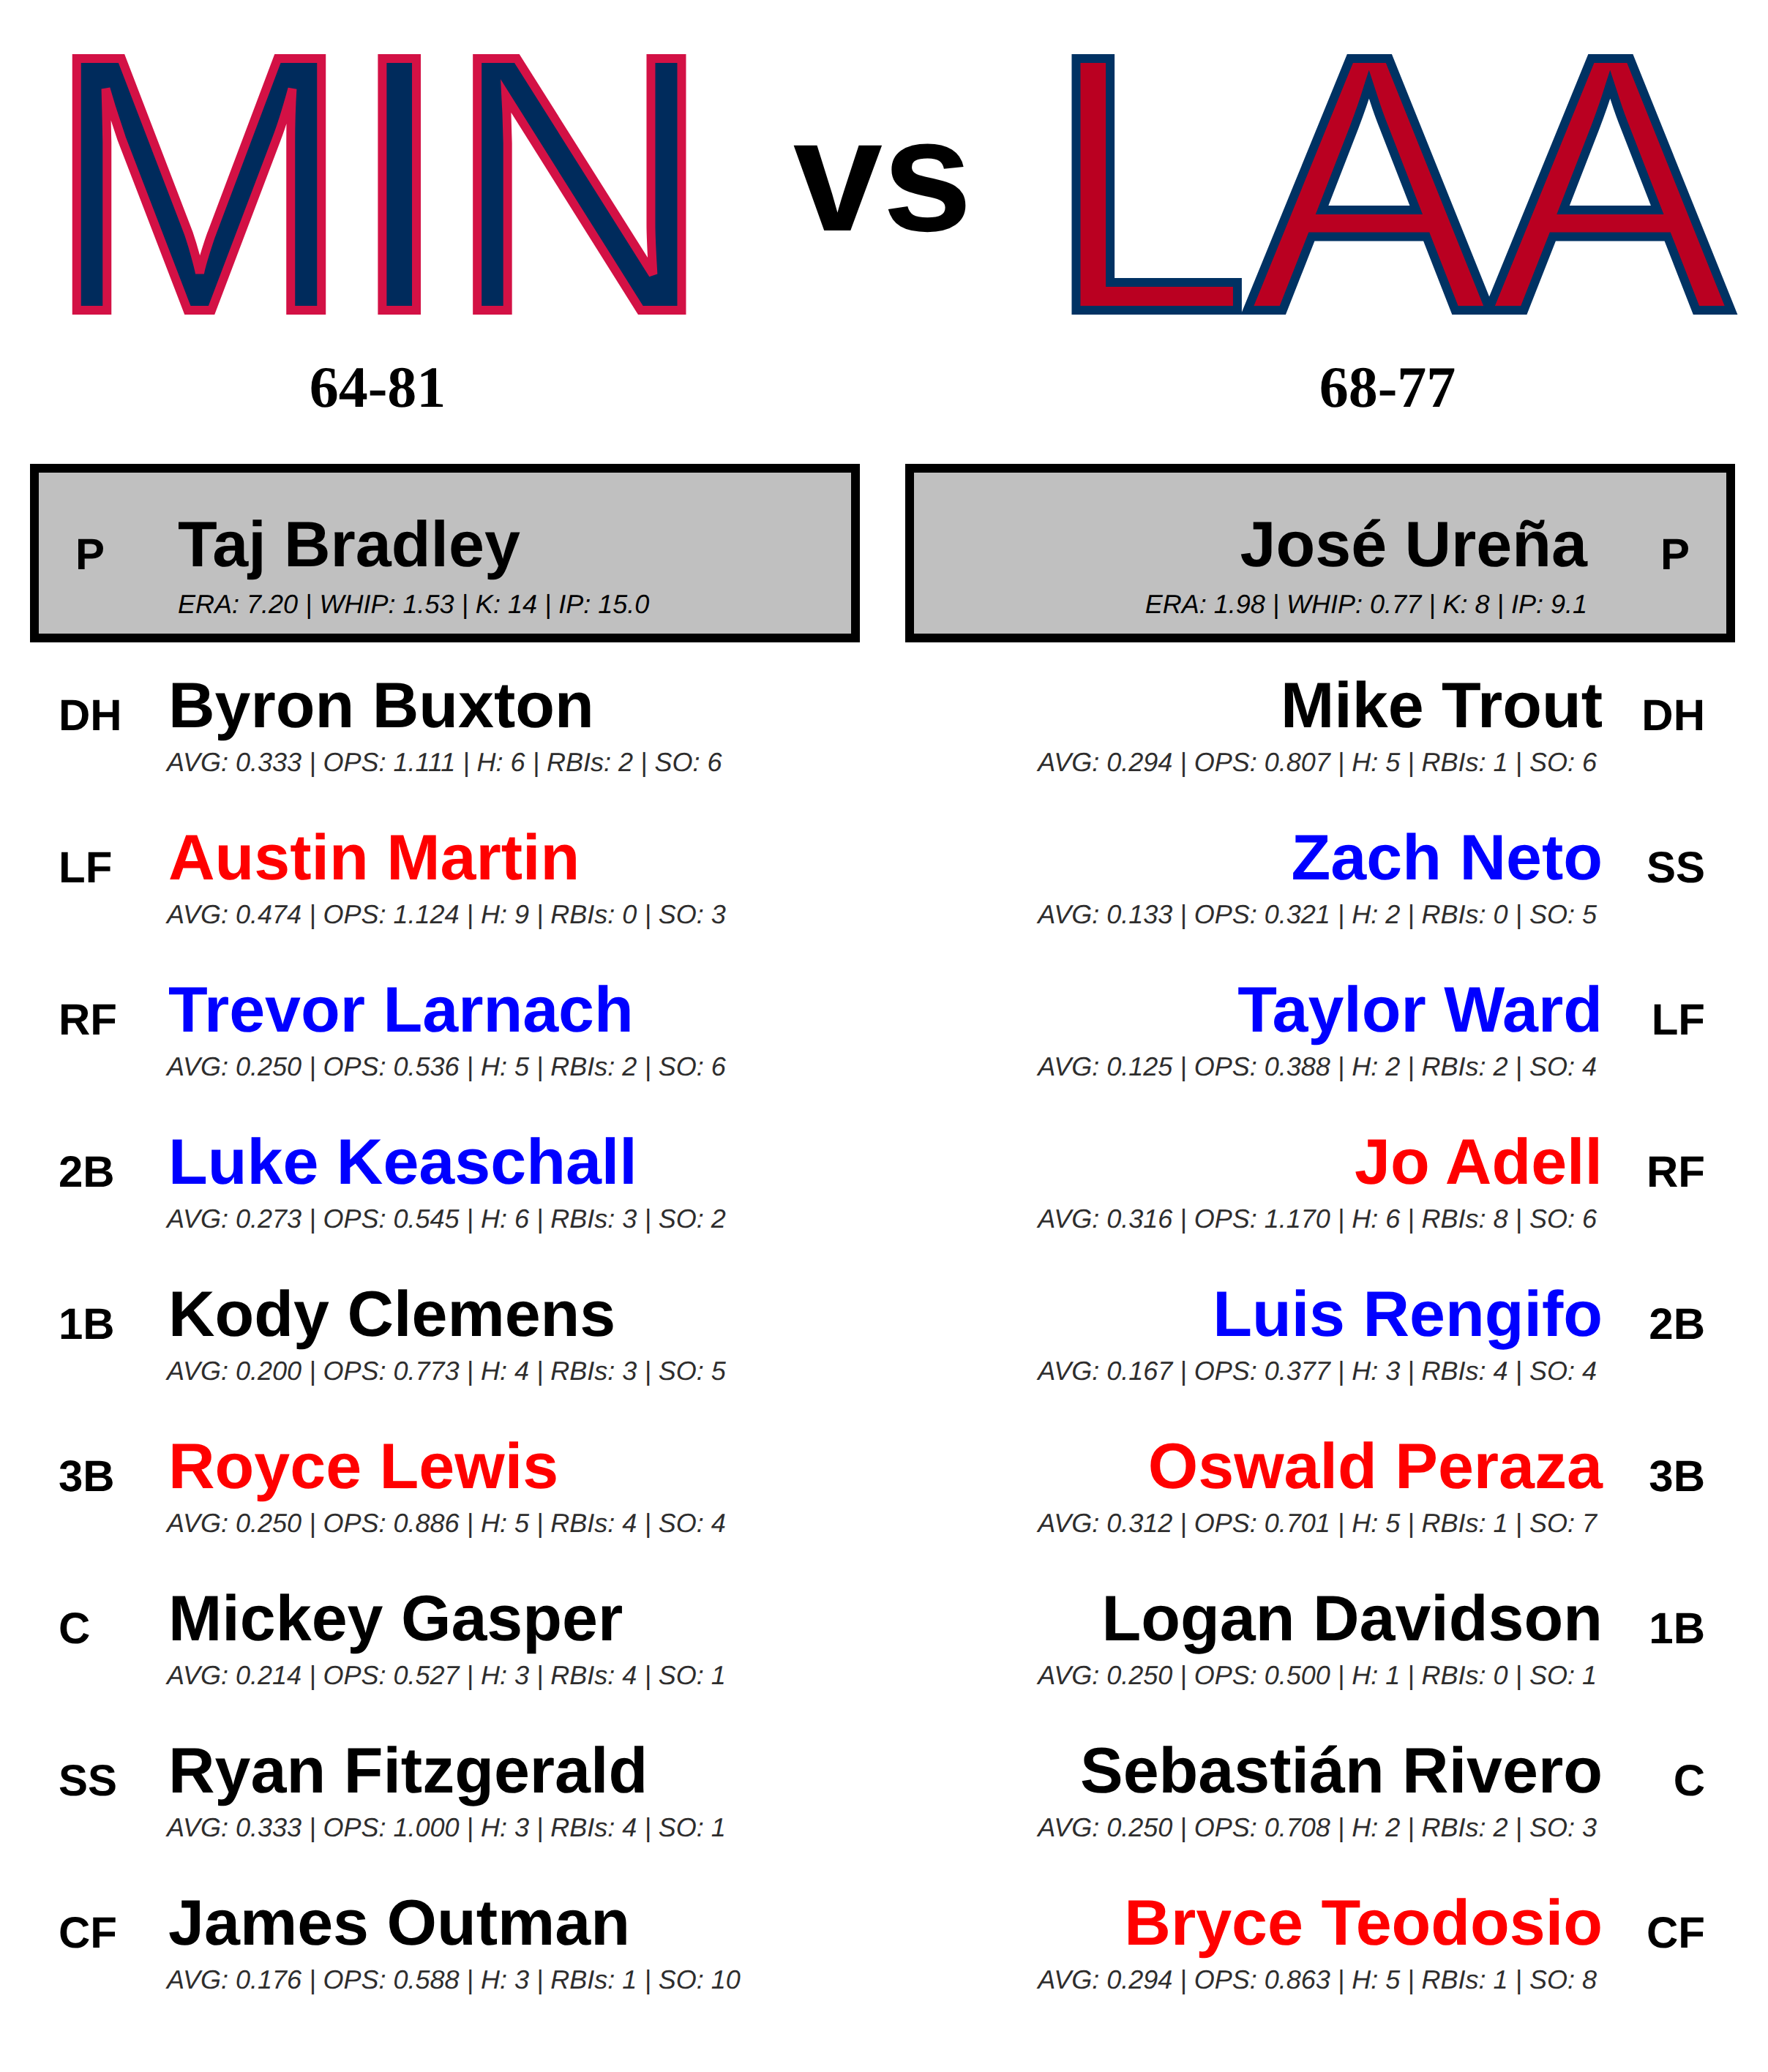 MIN vs LAA
64-81 68-77
P Taj Bradley
ERA: 7.20 | WHIP: 1.53 | K: 14 | IP: 15.0
José Ureña P
ERA: 1.98 | WHIP: 0.77 | K: 8 | IP: 9.1
DH Byron Buxton
AVG: 0.333 | OPS: 1.111 | H: 6 | RBIs: 2 | SO: 6
Mike Trout DH
AVG: 0.294 | OPS: 0.807 | H: 5 | RBIs: 1 | SO: 6
LF Austin Martin
AVG: 0.474 | OPS: 1.124 | H: 9 | RBIs: 0 | SO: 3
Zach Neto SS
AVG: 0.133 | OPS: 0.321 | H: 2 | RBIs: 0 | SO: 5
RF Trevor Larnach
AVG: 0.250 | OPS: 0.536 | H: 5 | RBIs: 2 | SO: 6
Taylor Ward LF
AVG: 0.125 | OPS: 0.388 | H: 2 | RBIs: 2 | SO: 4
2B Luke Keaschall
AVG: 0.273 | OPS: 0.545 | H: 6 | RBIs: 3 | SO: 2
Jo Adell RF
AVG: 0.316 | OPS: 1.170 | H: 6 | RBIs: 8 | SO: 6
1B Kody Clemens
AVG: 0.200 | OPS: 0.773 | H: 4 | RBIs: 3 | SO: 5
Luis Rengifo 2B
AVG: 0.167 | OPS: 0.377 | H: 3 | RBIs: 4 | SO: 4
3B Royce Lewis
AVG: 0.250 | OPS: 0.886 | H: 5 | RBIs: 4 | SO: 4
Oswald Peraza 3B
AVG: 0.312 | OPS: 0.701 | H: 5 | RBIs: 1 | SO: 7
C Mickey Gasper
AVG: 0.214 | OPS: 0.527 | H: 3 | RBIs: 4 | SO: 1
Logan Davidson 1B
AVG: 0.250 | OPS: 0.500 | H: 1 | RBIs: 0 | SO: 1
SS Ryan Fitzgerald
AVG: 0.333 | OPS: 1.000 | H: 3 | RBIs: 4 | SO: 1
Sebastián Rivero C
AVG: 0.250 | OPS: 0.708 | H: 2 | RBIs: 2 | SO: 3
CF James Outman
AVG: 0.176 | OPS: 0.588 | H: 3 | RBIs: 1 | SO: 10
Bryce Teodosio CF
AVG: 0.294 | OPS: 0.863 | H: 5 | RBIs: 1 | SO: 8